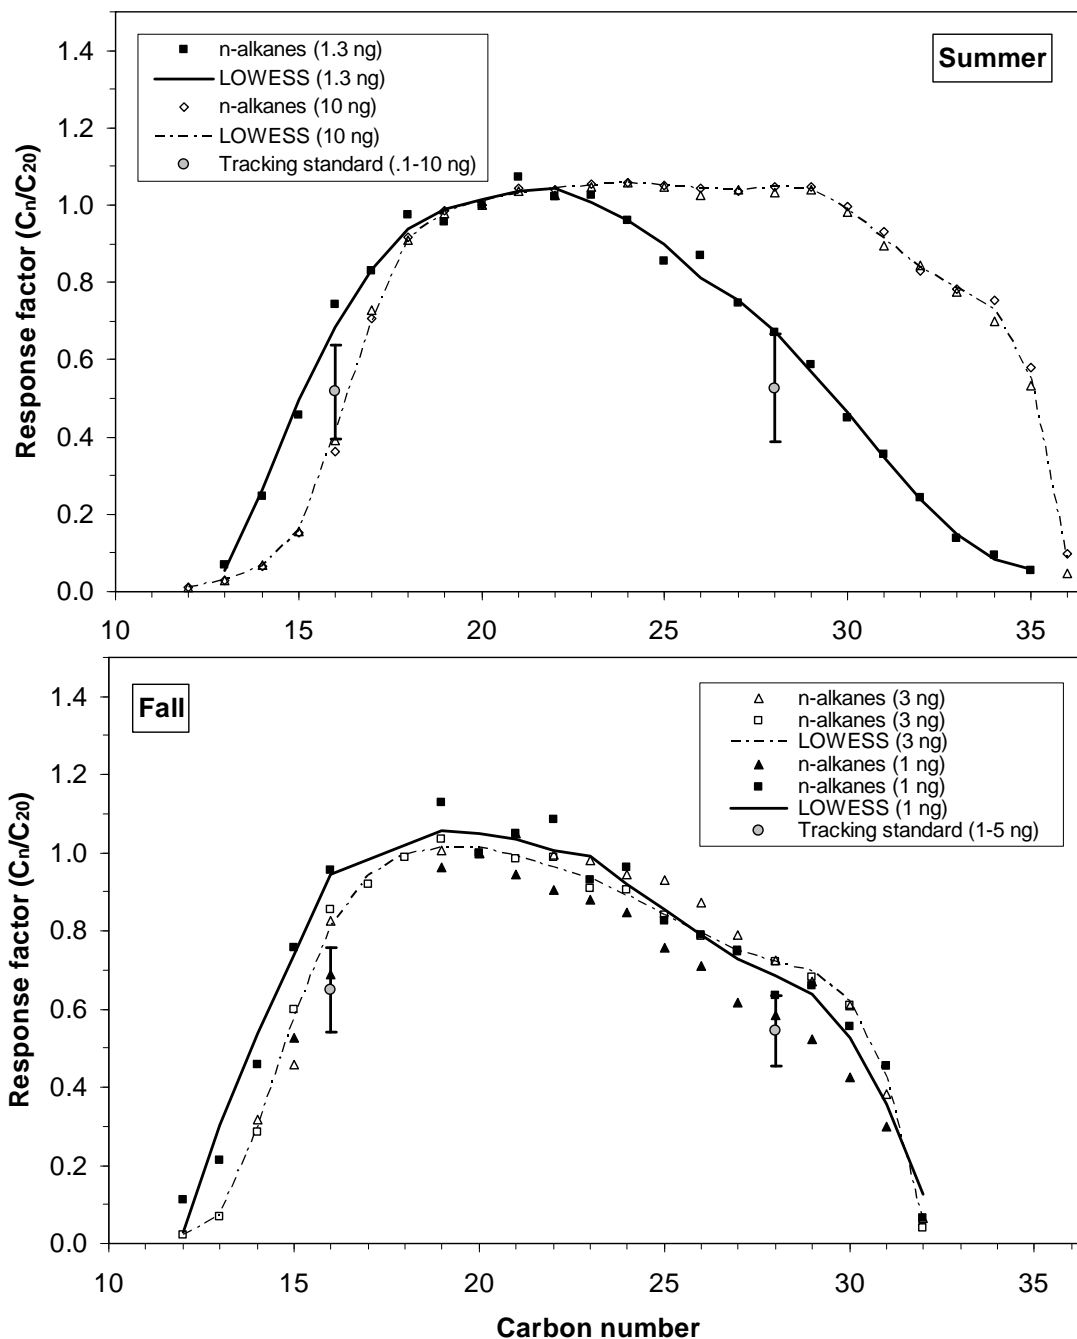 1.4
1.2
1.0
0.8
0.6
0.4
0.2
0.0
Response factor (Cn/C20)
n-alkanes (1.3 ng)
LOWESS (1.3 ng)
n-alkanes (10 ng)
LOWESS (10 ng)
Tracking standard (.1-10 ng)
Summer
10 15 20 25 30 35
1.4
1.2
1.0
0.8
0.6
0.4
0.2
0.0
Response factor (Cn/C20)
Fall
n-alkanes (3 ng)
n-alkanes (3 ng)
LOWESS (3 ng)
n-alkanes (1 ng)
n-alkanes (1 ng)
LOWESS (1 ng)
Tracking standard (1-5 ng)
10 15 20 25 30 35
Carbon number